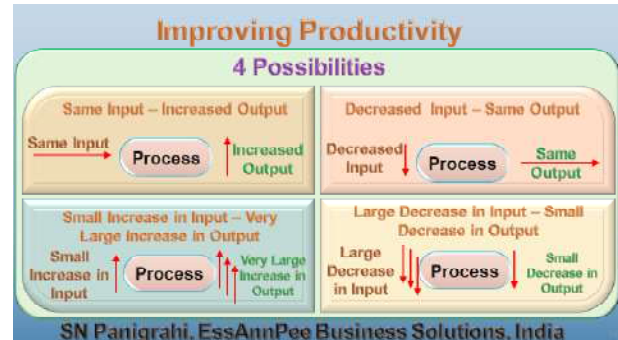 Improving Productivity
4 Possibilities
Same Input – Increased Output
Same Input
Process
Increased
Output
Decreased Input – Same Output
Decreased
Input
Process
Same
Output
Small Increase in Input – Very
Large Increase in Output
Small
Increase in
Input
Process
Very Large
Increase in
Output
Large Decrease in Input – Small
Decrease in Output
Large
Decrease
in Input
Process
Small
Decrease in
Output
SN Panigrahi, EssAnnPee Business Solutions, India